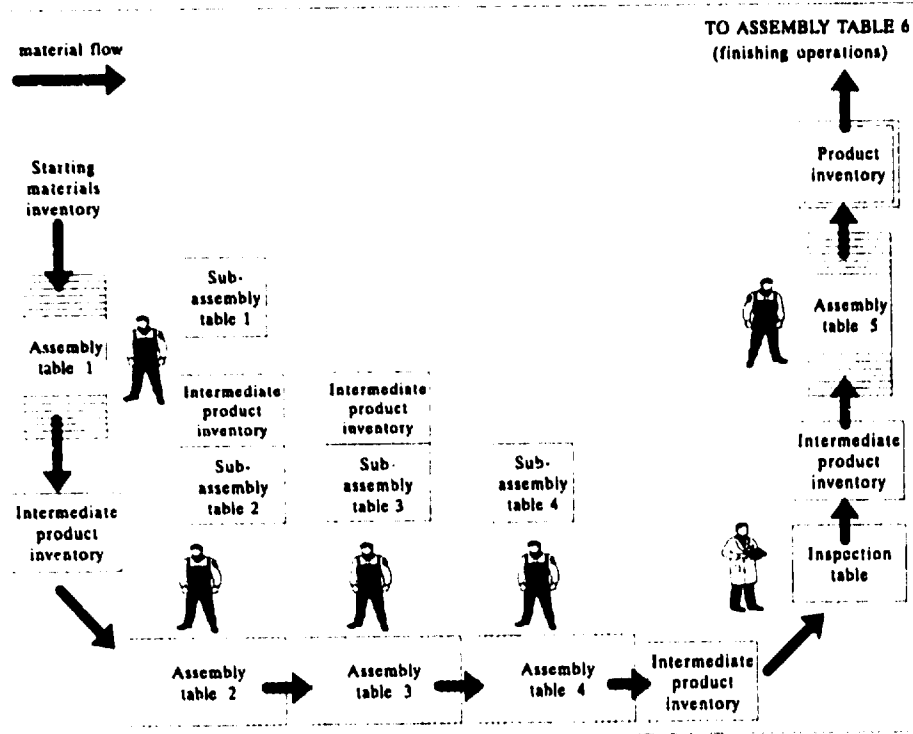 material flow
TO ASSEMBLY TABLE 6
(finishing operations)
Starting
materials
inventory
Product
inventory
Sub-
assembly
table 1
Assembly
table 1
Assembly
table 5
Intermediate
product
inventory
Intermediate
product
inventory
Sub-
assembly
table 2
Sub-
assembly
table 3
Sub-
assembly
table 4
Intermediate
product
inventory
Intermediate
product
inventory
Inspection
table
Assembly
table 2
Assembly
table 3
Assembly
table 4
Intermediate
product
inventory